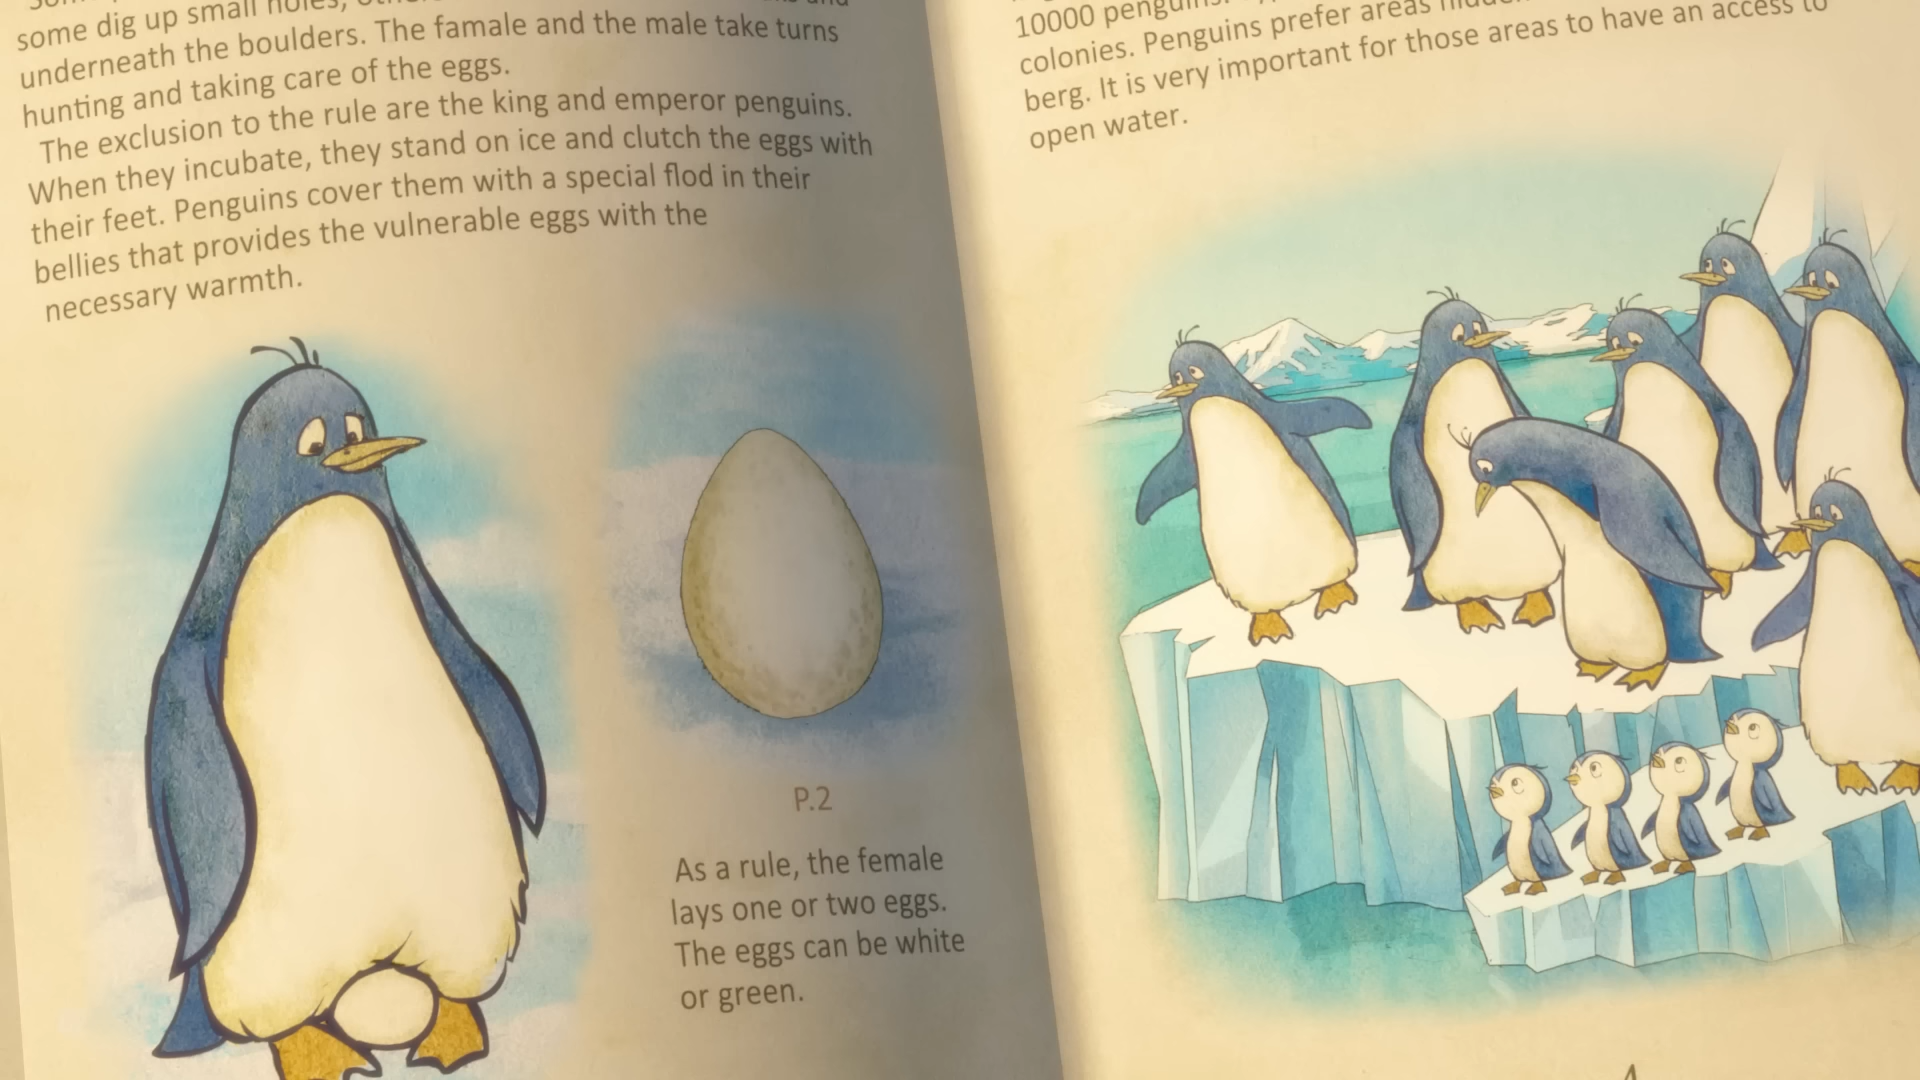 some dig up small holes,
underneath the boulders. The famale and the male take turns
hunting and taking care of the eggs.
The exclusion to the rule are the king and emperor penguins.
When they incubate, they stand on ice and clutch the eggs with
their feet. Penguins cover them with a special flod in their
bellies that provides the vulnerable eggs with the
necessary warmth.
P.2
As a rule, the female
lays one or two eggs.
The eggs can be white
or green.
10000 penguins.
colonies. Penguins prefer areas
berg. It is very important for those areas to have an access to
open water.